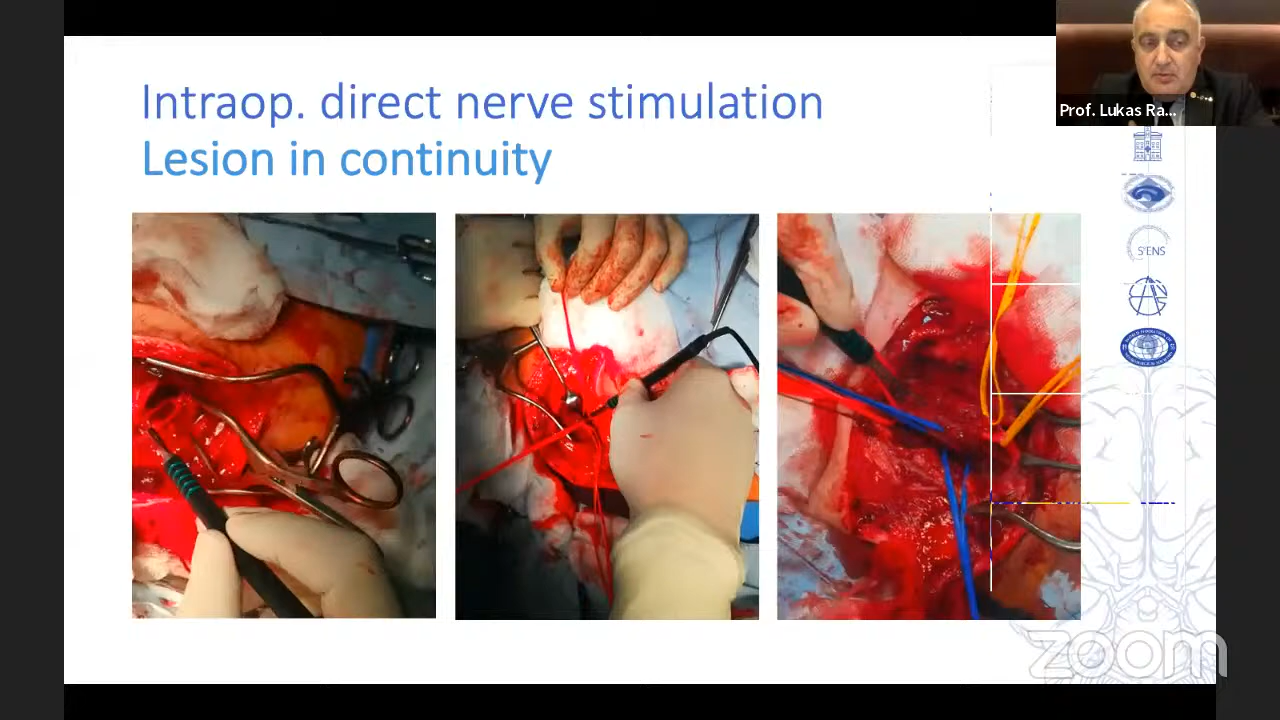 Intraop. direct nerve stimulation
Lesion in continuity
Prof. Lukas Ra...
SENS
zoom